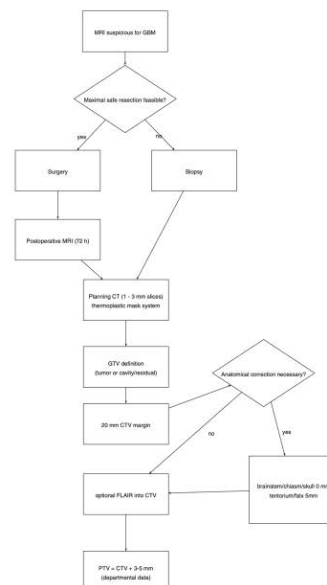 MRI suspicious for GBM
Maximal safe resection feasible?
yes
no
Surgery
Biopsy
Postoperative MRI (72 h)
Planning CT (1 - 3 mm slices)
thermoplastic mask system
GTV definition
(tumor or cavity/residual)
Anatomical correction necessary?
20 mm CTV margin
no
yes
optional FLAIR into CTV
brainstem/chiasm/skull 0 mm
tentorium/falx 5mm
PTV = CTV + 3-5 mm
(departmental data)